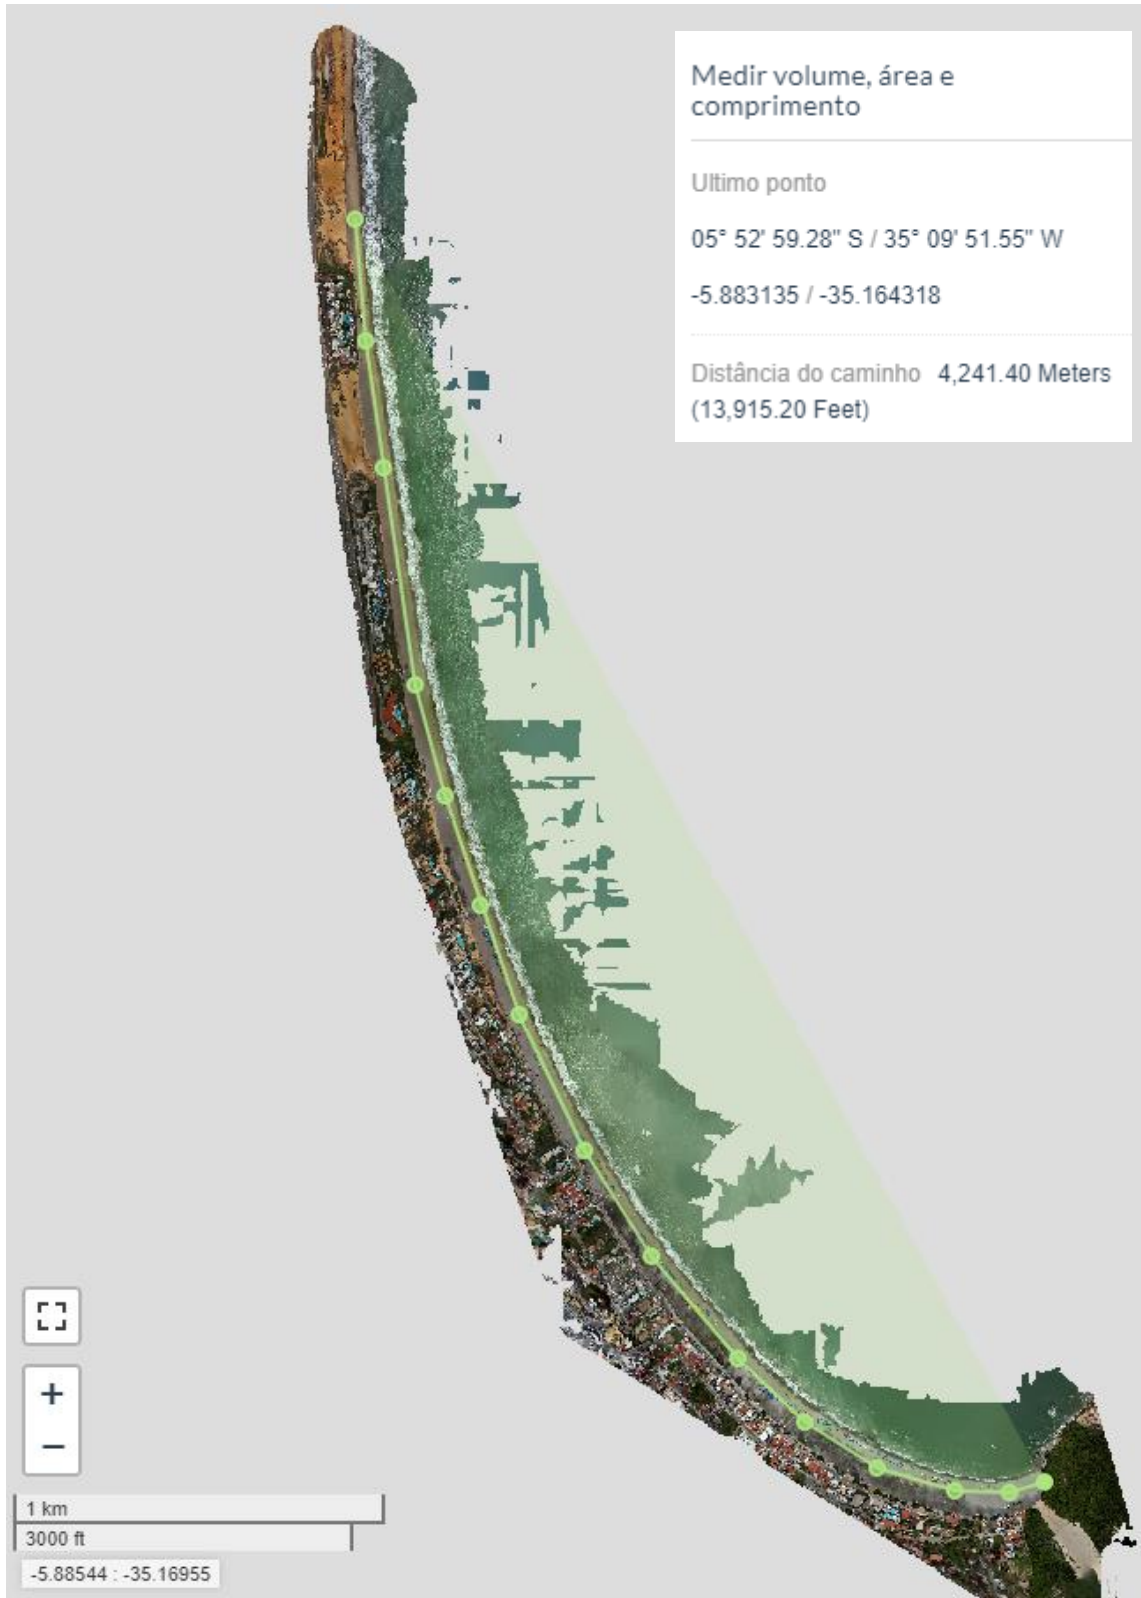 Medir volume, área e
comprimento
Ultimo ponto
05° 52' 59.28" S / 35° 09' 51.55" W
-5.883135 / -35.164318
Distância do caminho 4,241.40 Meters
(13,915.20 Feet)
+
−
1 km
3000 ft
-5.88544 : -35.16955